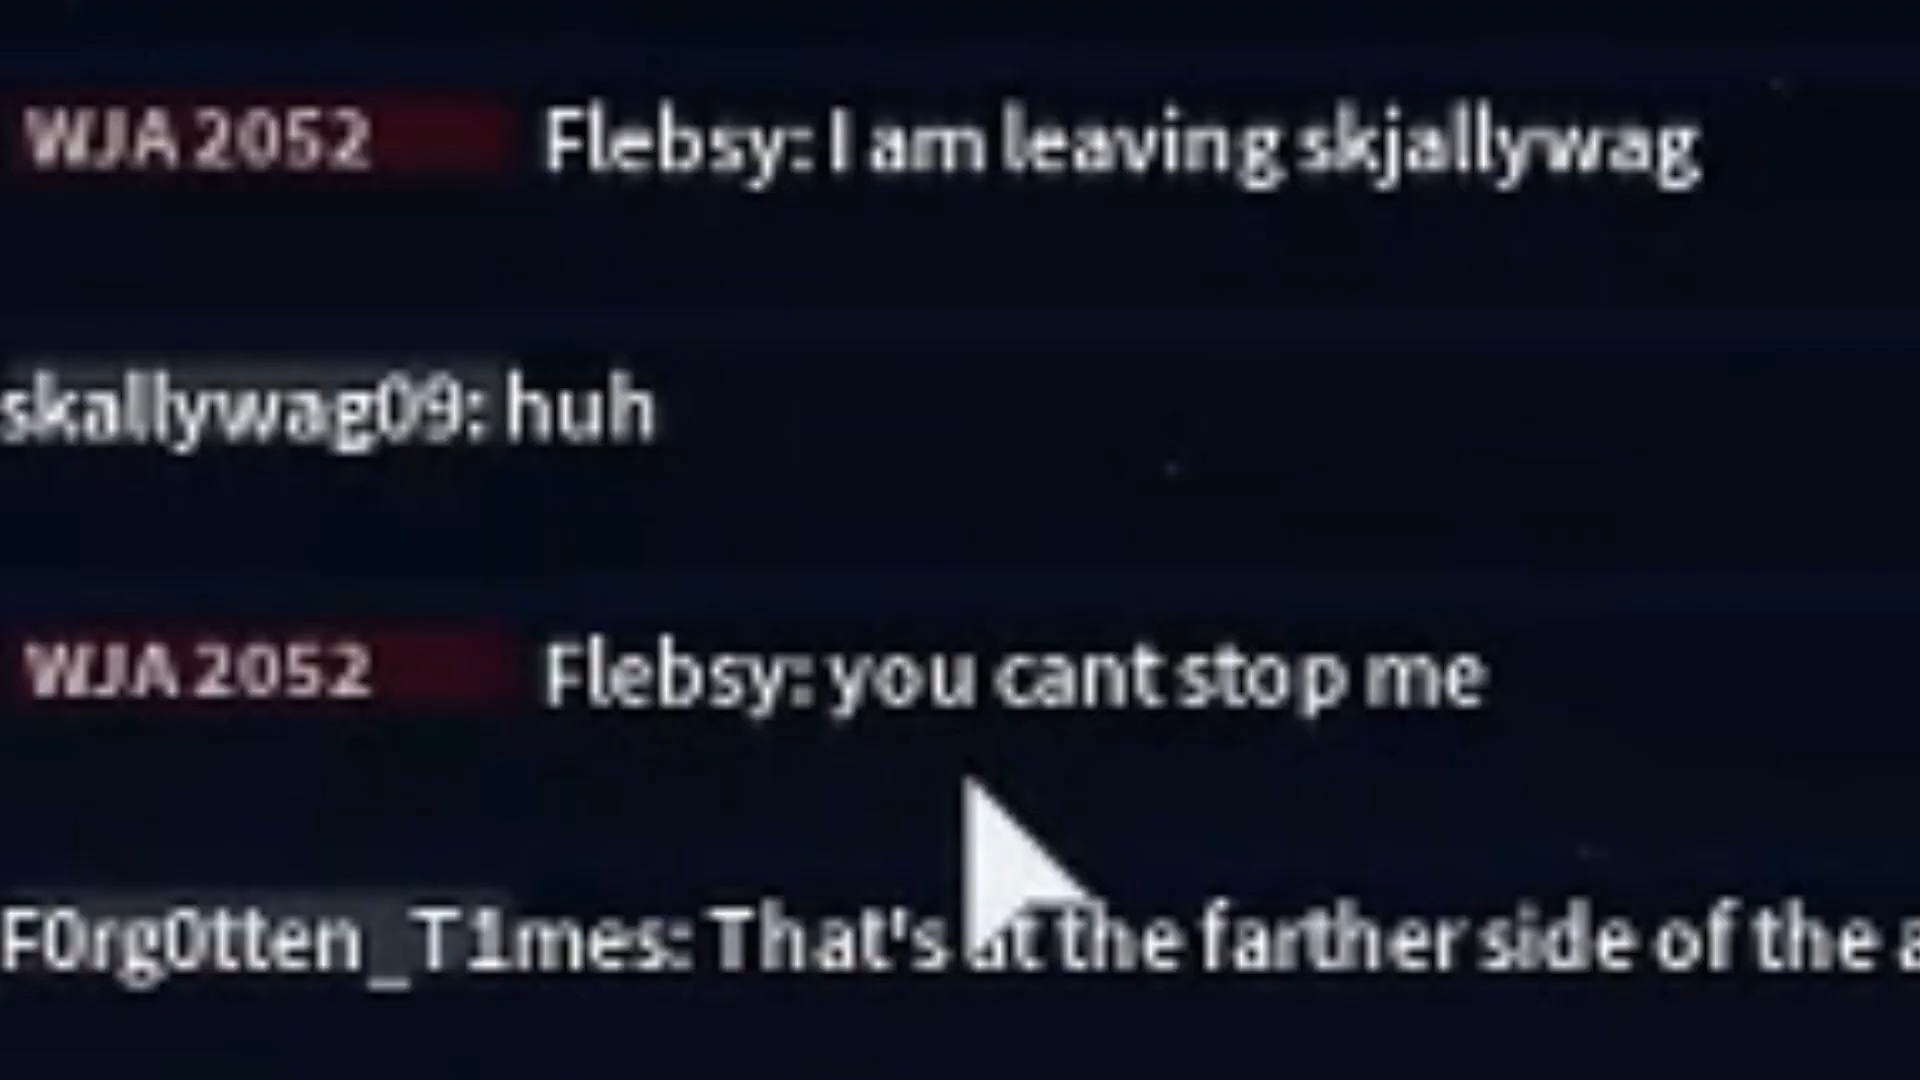 WJA 2052 Flebsy: I am leaving skjallywag
skallywag09: huh
WJA 2052 Flebsy: you cant stop me
F0rg0tten_T1mes: That's at the farther side of the a